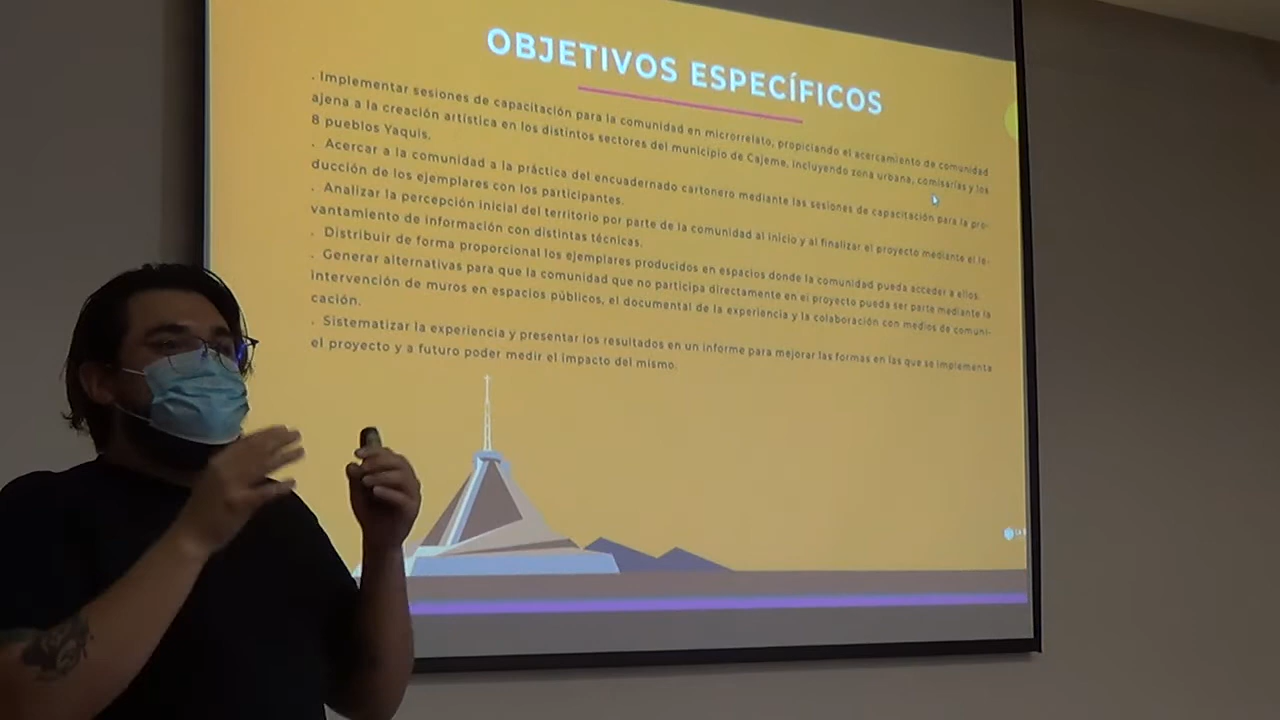 OBJETIVOS ESPECÍFICOS
. Implementar sesiones de capacitación para la comunidad en microrrelato, propiciando el acercamiento de comunidad
ajena a la creación artística en los distintos sectores del municipio de Cajeme, incluyendo zona urbana, comisarías y los
8 pueblos Yaquis.
. Acercar a la comunidad a la práctica del encuadernado cartonero mediante las sesiones de capacitación para la pro-
ducción de los ejemplares con los participantes.
. Analizar la percepción inicial del territorio por parte de la comunidad al inicio y al finalizar el proyecto mediante el le-
vantamiento de información con distintas técnicas.
. Distribuir de forma proporcional los ejemplares producidos en espacios donde la comunidad pueda acceder a ellos.
. Generar alternativas para que la comunidad que no participa directamente en el proyecto pueda ser parte mediante la
intervención de muros en espacios públicos, el documental de la experiencia y la colaboración con medios de comuni-
cación.
. Sistematizar la experiencia y presentar los resultados en un informe para mejorar las formas en las que se implementa
el proyecto y a futuro poder medir el impacto del mismo.